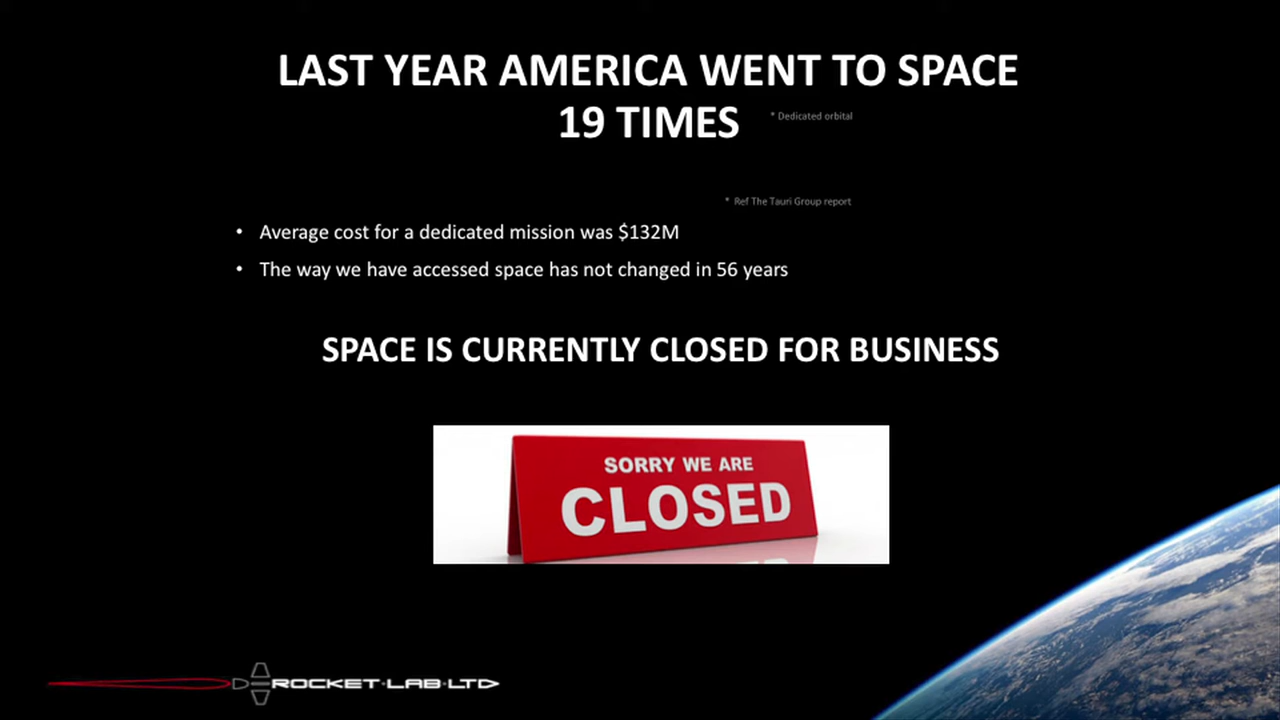 LAST YEAR AMERICA WENT TO SPACE
19 TIMES
* Dedicated orbital
* Ref The Tauri Group report
• Average cost for a dedicated mission was $132M
• The way we have accessed space has not changed in 56 years
SPACE IS CURRENTLY CLOSED FOR BUSINESS
SORRY WE ARE
CLOSED
ROCKET·LAB·LTD